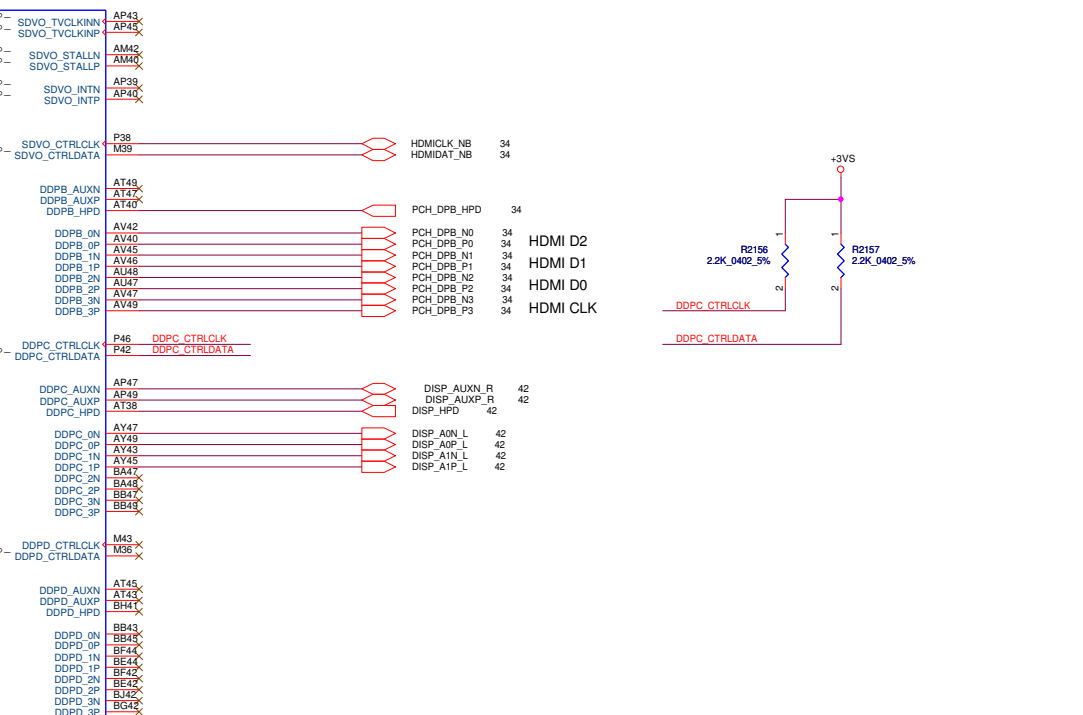 SDVO_TVCLKINN AP43
SDVO_TVCLKINP AP45
SDVO_STALLN AM42
SDVO_STALLP AM40
SDVO_INTN AP39
SDVO_INTP AP40
SDVO_CTRLCLK P38 HDMICLK_NB 34
SDVO_CTRLDATA M39 HDMIDAT_NB 34
DDPB_AUXN AT49
DDPB_AUXP AT47
DDPB_HPD AT40 PCH_DPB_HPD 34
DDPB_0N AV42 PCH_DPB_N0 34
DDPB_0P AV40 PCH_DPB_P0 34 HDMI D2
DDPB_1N AV45 PCH_DPB_N1 34
DDPB_1P AV46 PCH_DPB_P1 34 HDMI D1
DDPB_2N AU48 PCH_DPB_N2 34
DDPB_2P AU47 PCH_DPB_P2 34 HDMI D0
DDPB_3N AV47 PCH_DPB_N3 34
DDPB_3P AV49 PCH_DPB_P3 34 HDMI CLK
DDPC_CTRLCLK P46 DDPC_CTRLCLK
DDPC_CTRLDATA P42 DDPC_CTRLDATA
DDPC_AUXN AP47 DISP_AUXN_R 42
DDPC_AUXP AP49 DISP_AUXP_R 42
DDPC_HPD AT38 DISP_HPD 42
DDPC_0N AY47 DISP_A0N_L 42
DDPC_0P AY49 DISP_A0P_L 42
DDPC_1N AY43 DISP_A1N_L 42
DDPC_1P AY45 DISP_A1P_L 42
DDPC_2N BA47
DDPC_2P BA48
DDPC_3N BB47
DDPC_3P BB49
DDPD_CTRLCLK M43
DDPD_CTRLDATA M36
DDPD_AUXN AT45
DDPD_AUXP AT43
DDPD_HPD BH41
DDPD_0N BB43
DDPD_0P BB45
DDPD_1N BF44
DDPD_1P BE44
DDPD_2N BF42
DDPD_2P BE42
DDPD_3N BJ42
DDPD_3P BG42
+3VS
1 1
R2156 R2157
2.2K_0402_5% 2.2K_0402_5%
2 2
DDPC_CTRLCLK
DDPC_CTRLDATA